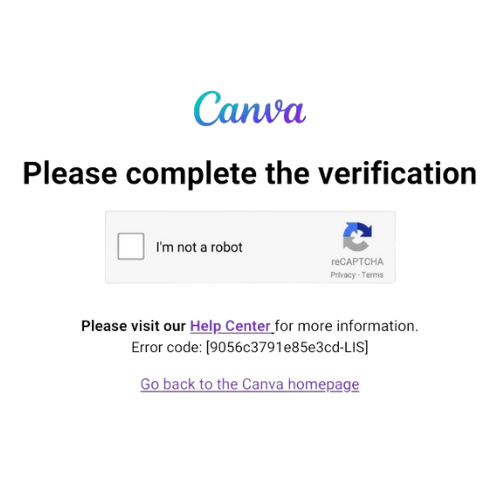 Canva
Please complete the verification
I'm not a robot
reCAPTCHA
Privacy - Terms
Please visit our Help Center for more information.
Error code: [9056c3791e85e3cd-LIS]
Go back to the Canva homepage